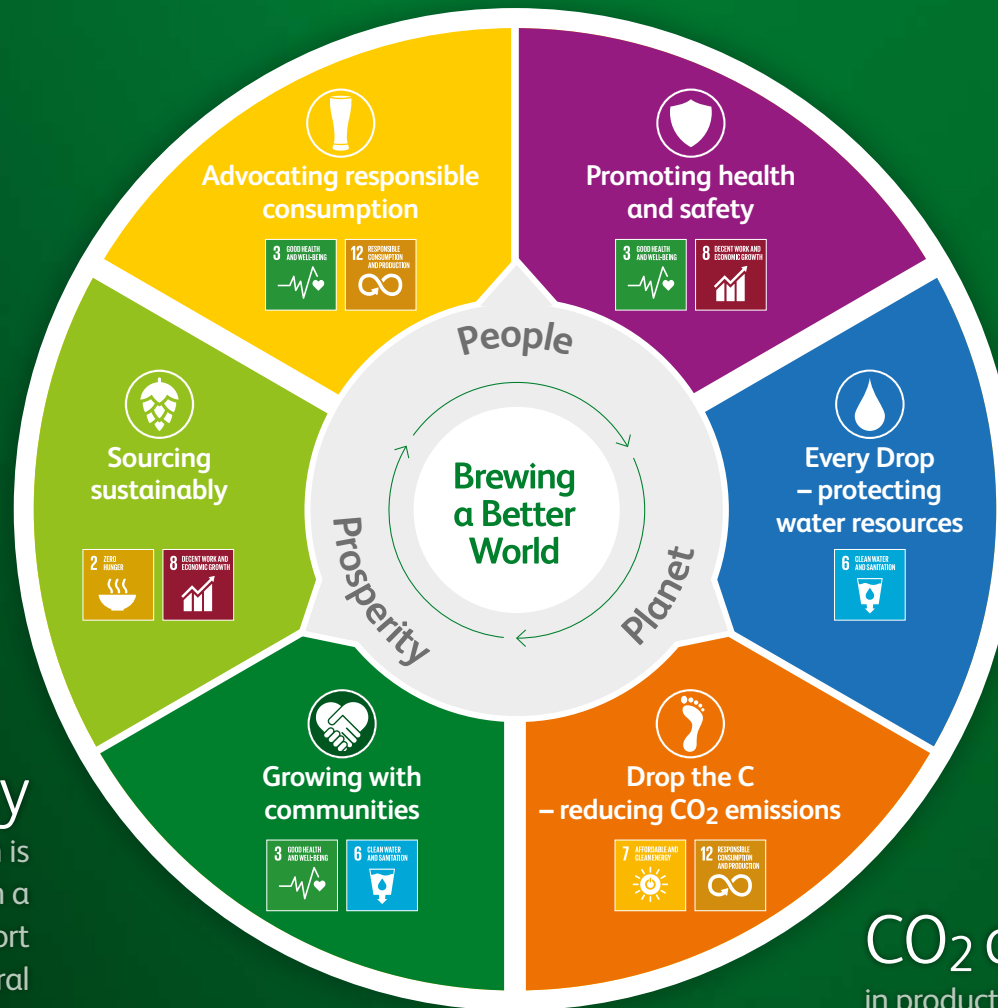 Advocating responsible
consumption
3 GOOD HEALTH
AND WELL-BEING
12 RESPONSIBLE
CONSUMPTION
AND PRODUCTION
Promoting health
and safety
3 GOOD HEALTH
AND WELL-BEING
8 DECENT WORK AND
ECONOMIC GROWTH
People
Sourcing
sustainably
2 ZERO
HUNGER
8 DECENT WORK AND
ECONOMIC GROWTH
Brewing
a Better
World
Every Drop
– protecting
water resources
6 CLEAN WATER
AND SANITATION
Prosperity
Planet
Growing with
communities
3 GOOD HEALTH
AND WELL-BEING
6 CLEAN WATER
AND SANITATION
Drop the C
– reducing CO2 emissions
7 AFFORDABLE AND
CLEAN ENERGY
12 RESPONSIBLE
CONSUMPTION
AND PRODUCTION
y
is
a
ort
ral
CO2
in product